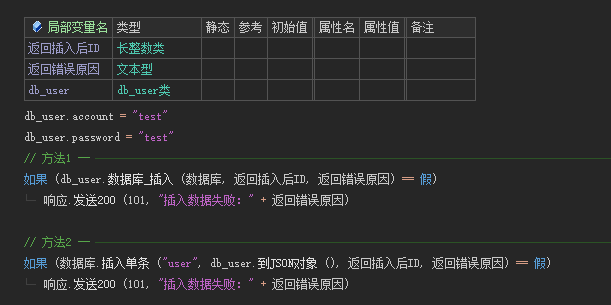 局部变量名 类型 静态 参考 初始值 属性名 属性值 备注
返回插入后ID 长整数类
返回错误原因 文本型
db_user db_user类
db_user.account = "test"
db_user.password = "test"
// 方法1
如果 (db_user.数据库_插入 (数据库, 返回插入后ID, 返回错误原因) == 假)
响应.发送200 (101, "插入数据失败：" + 返回错误原因)
// 方法2
如果 (数据库.插入单条 ("user", db_user.到JSON对象 (), 返回插入后ID, 返回错误原因) == 假)
响应.发送200 (101, "插入数据失败：" + 返回错误原因)